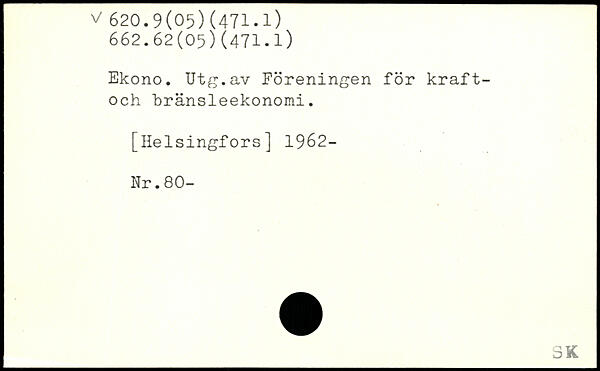 √ 620.9(05)(471.1)
662.62(05)(471.1)
Ekono. Utg.av Föreningen för kraft-
och bränsleekonomi.
[Helsingfors] 1962-
Nr.80-
SK